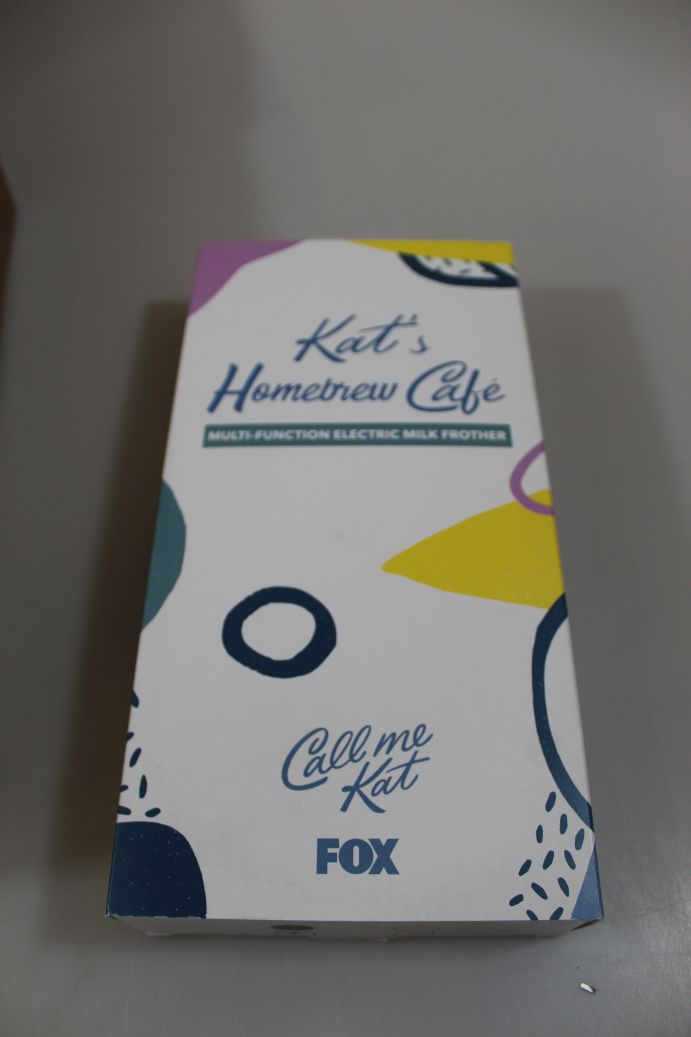 Kat's
Homebrew Café
MULTI-FUNCTION ELECTRIC MILK FROTHER
Call me
Kat
FOX